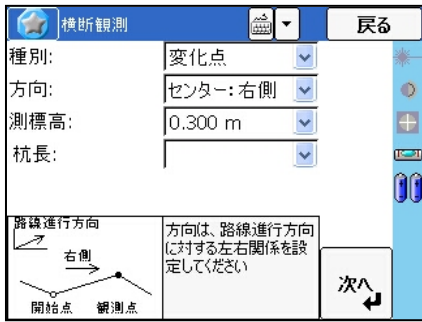 横断観測
戻る
種別:
変化点
方向:
センター:右側
測標高:
0.300 m
杭長:
路線進行方向
右側
開始点 観測点
方向は、路線進行方向
に対する左右関係を設
定してください
次へ